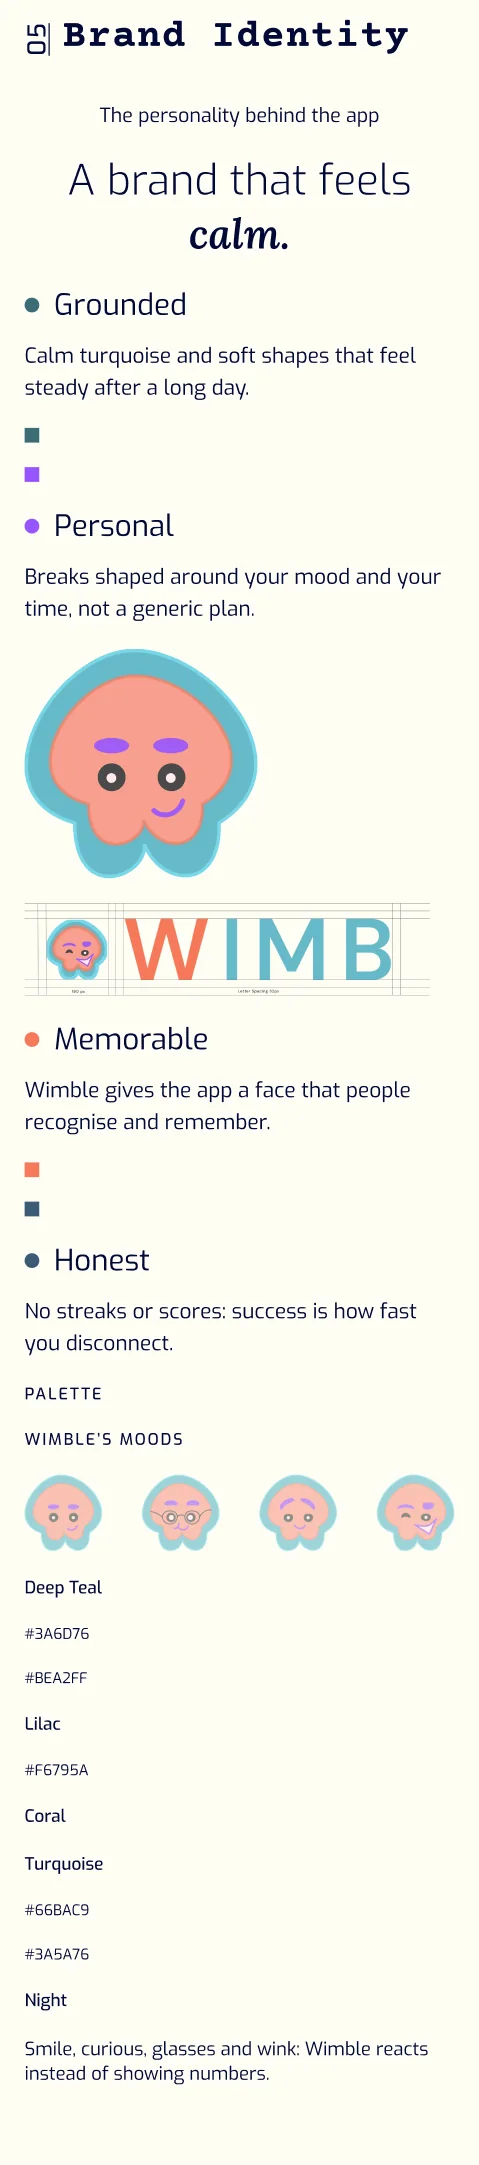 05 Brand Identity
The personality behind the app
A brand that feels
calm.
Grounded
Calm turquoise and soft shapes that feel
steady after a long day.
Personal
Breaks shaped around your mood and your
time, not a generic plan.
WIMB
Letter Spacing 50px
Memorable
Wimble gives the app a face that people
recognise and remember.
Honest
No streaks or scores: success is how fast
you disconnect.
PALETTE
WIMBLE'S MOODS
Deep Teal
#3A6D76
#BEA2FF
Lilac
#F6795A
Coral
Turquoise
#66BAC9
#3A5A76
Night
Smile, curious, glasses and wink: Wimble reacts
instead of showing numbers.